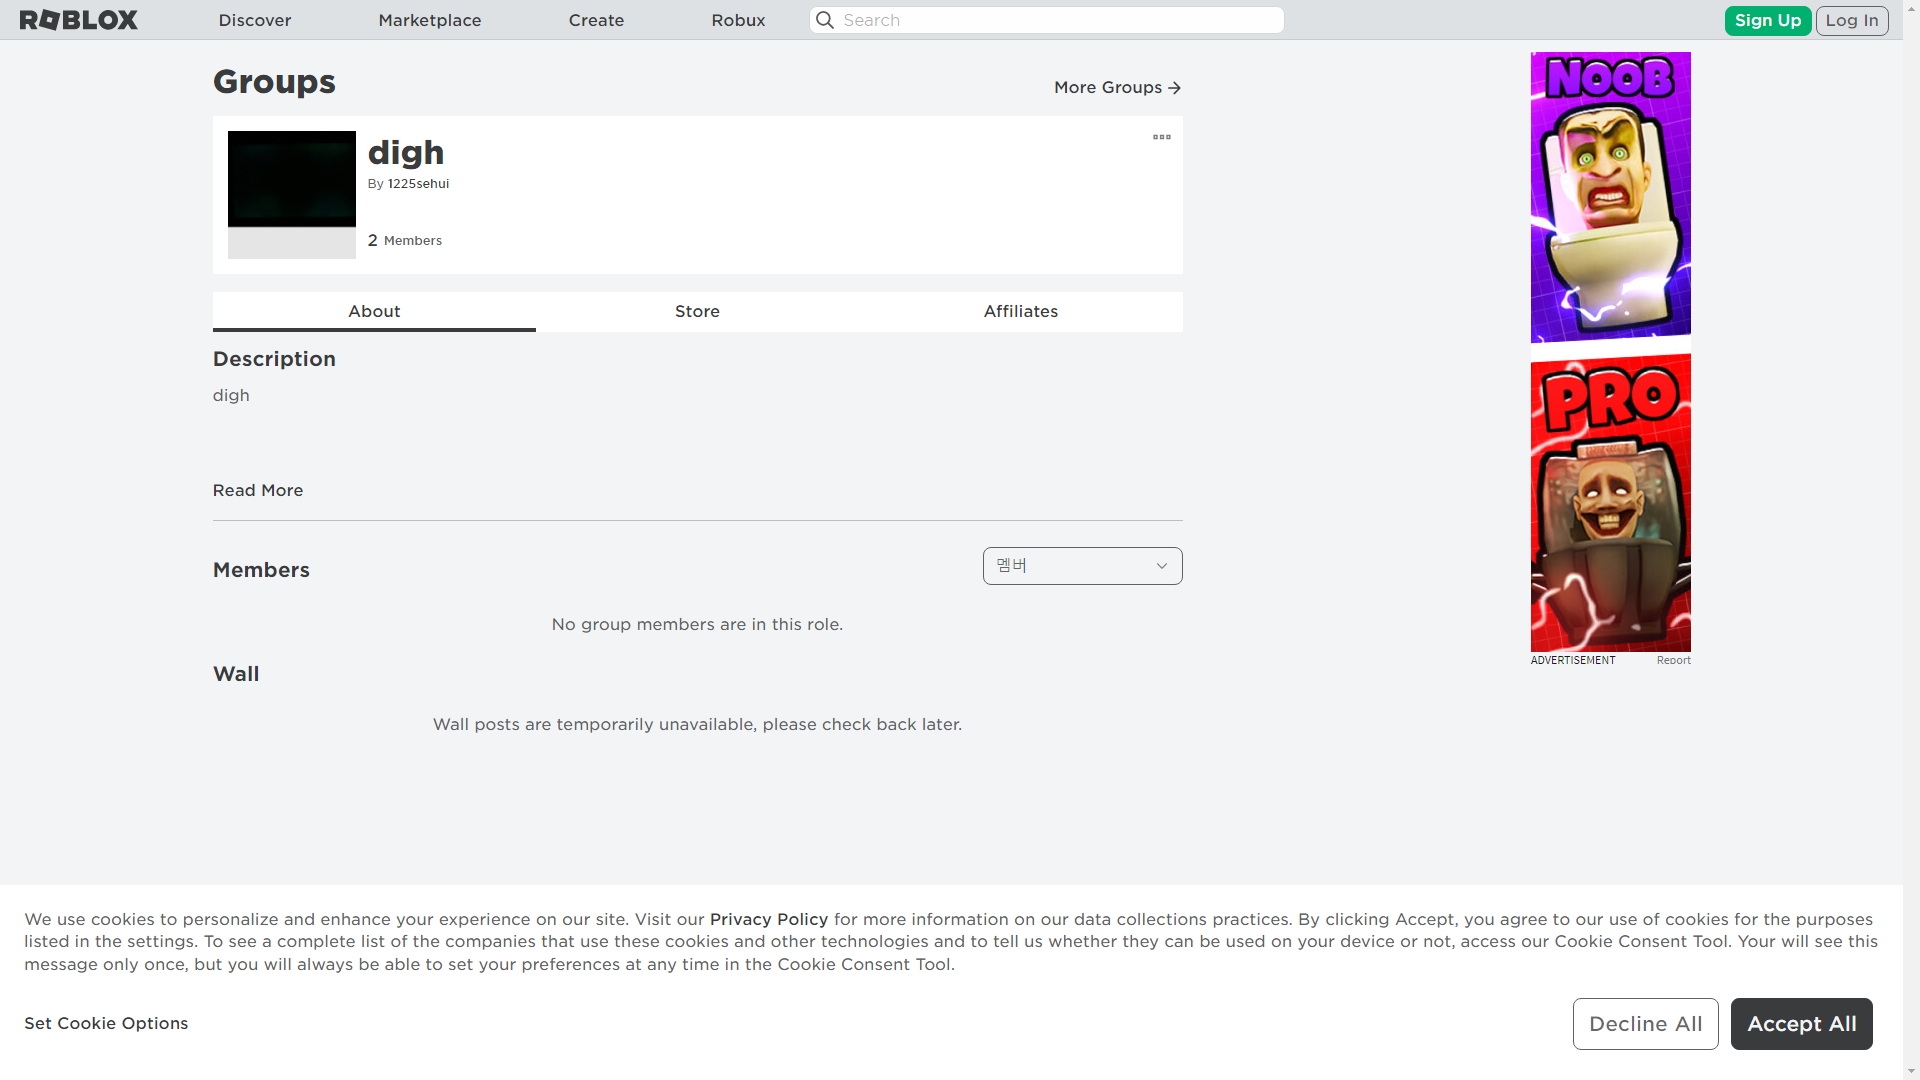 ROBLOX
Discover
Marketplace
Create
Robux
Search
Sign Up
Log In
Groups
More Groups
digh
By 1225sehui
2 Members
About
Store
Affiliates
Description
digh
Read More
Members
멤버
No group members are in this role.
Wall
Wall posts are temporarily unavailable, please check back later.
NOOB
PRO
ADVERTISEMENT
Report
We use cookies to personalize and enhance your experience on our site. Visit our Privacy Policy for more information on our data collections practices. By clicking Accept, you agree to our use of cookies for the purposes
listed in the settings. To see a complete list of the companies that use these cookies and other technologies and to tell us whether they can be used on your device or not, access our Cookie Consent Tool. Your will see this
message only once, but you will always be able to set your preferences at any time in the Cookie Consent Tool.
Set Cookie Options
Decline All
Accept All